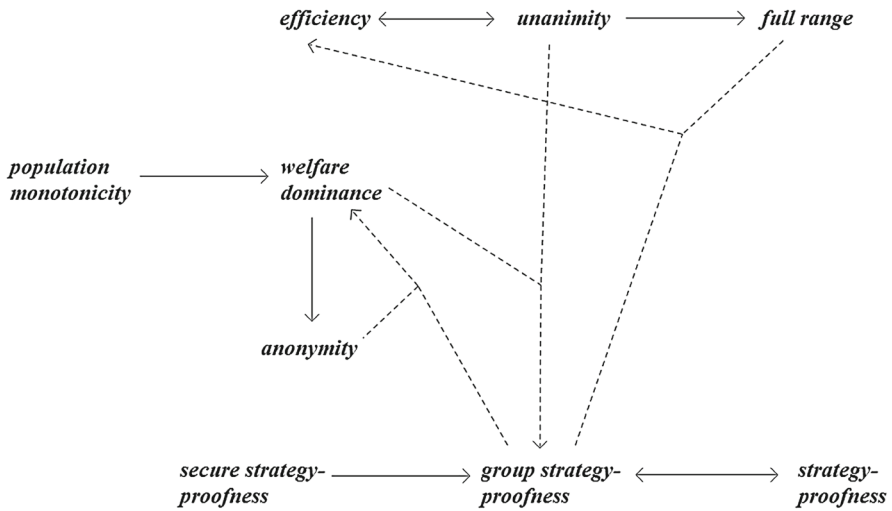 efficiency
unanimity
full range
population
monotonicity
welfare
dominance
anonymity
secure strategy-
proofness
group strategy-
proofness
strategy-
proofness